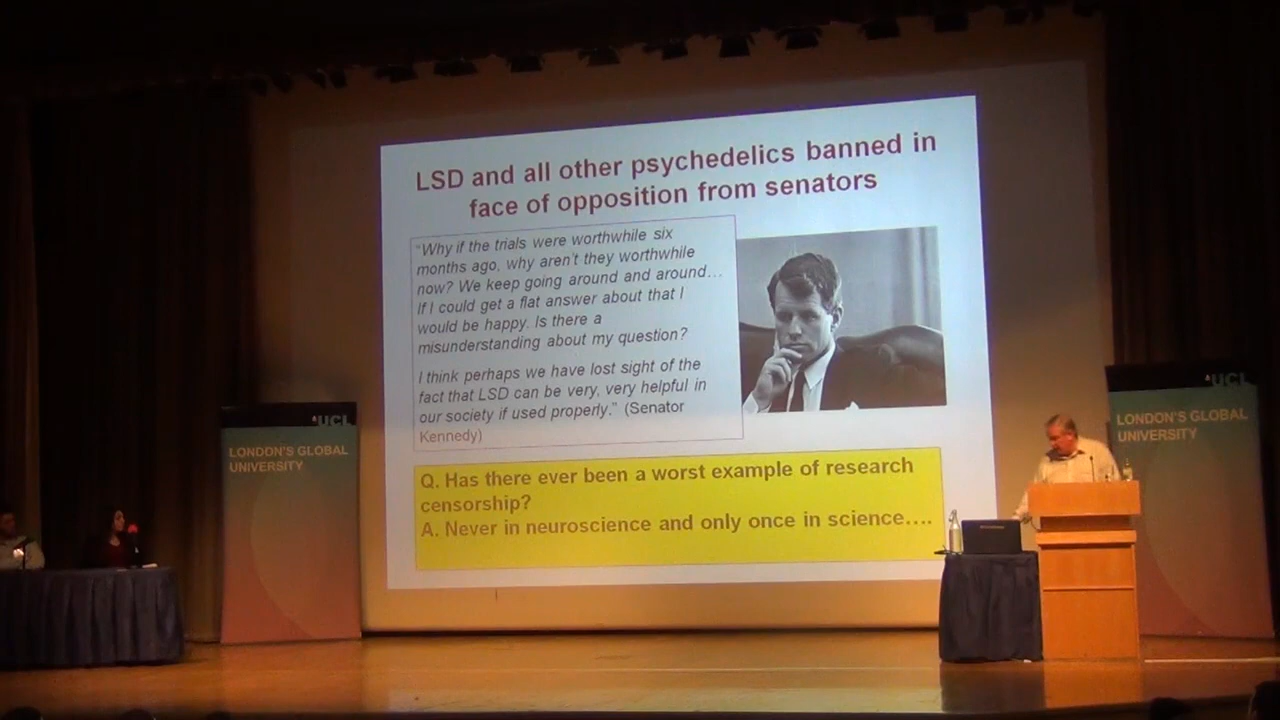 LSD and all other psychedelics banned in
face of opposition from senators
"Why if the trials were worthwhile six
months ago, why aren't they worthwhile
now? We keep going around and around…
If I could get a flat answer about that I
would be happy. Is there a
misunderstanding about my question?
I think perhaps we have lost sight of the
fact that LSD can be very, very helpful in
our society if used properly." (Senator
Kennedy)
Q. Has there ever been a worst example of research
censorship?
A. Never in neuroscience and only once in science….
UCL
LONDON'S GLOBAL
UNIVERSITY
UCL
LONDON'S GLOBAL
UNIVERSITY